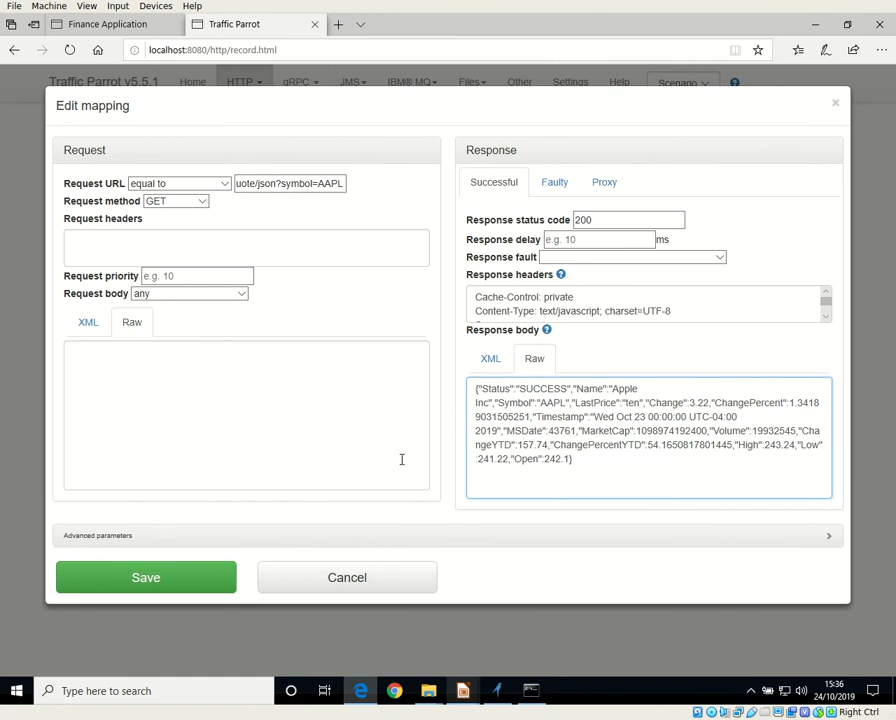 File Machine View Input Devices Help
Finance Application
Traffic Parrot
localhost:8080/http/record.html
Traffic Parrot v5.5.1 Home HTTP gRPC JMS IBM® MQ Files Other Settings Help Scenario
Edit mapping
Request
Request URL equal to uote/json?symbol=AAPL
Request method GET
Request headers
Request priority e.g. 10
Request body any
XML Raw
Response
Successful Faulty Proxy
Response status code 200
Response delay e.g. 10 ms
Response fault
Response headers
Cache-Control: private
Content-Type: text/javascript; charset=UTF-8
Response body
XML Raw
{"Status":"SUCCESS","Name":"Apple
Inc","Symbol":"AAPL","LastPrice":"ten","Change":3.22,"ChangePercent":1.3418
9031505251,"Timestamp":"Wed Oct 23 00:00:00 UTC-04:00
2019","MSDate":43761,"MarketCap":1098974192400,"Volume":19932545,"Cha
ngeYTD":157.74,"ChangePercentYTD":54.1650817801445,"High":243.24,"Low"
:241.22,"Open":242.1}
Advanced parameters
Save Cancel
Type here to search
15:36
24/10/2019
Right Ctrl